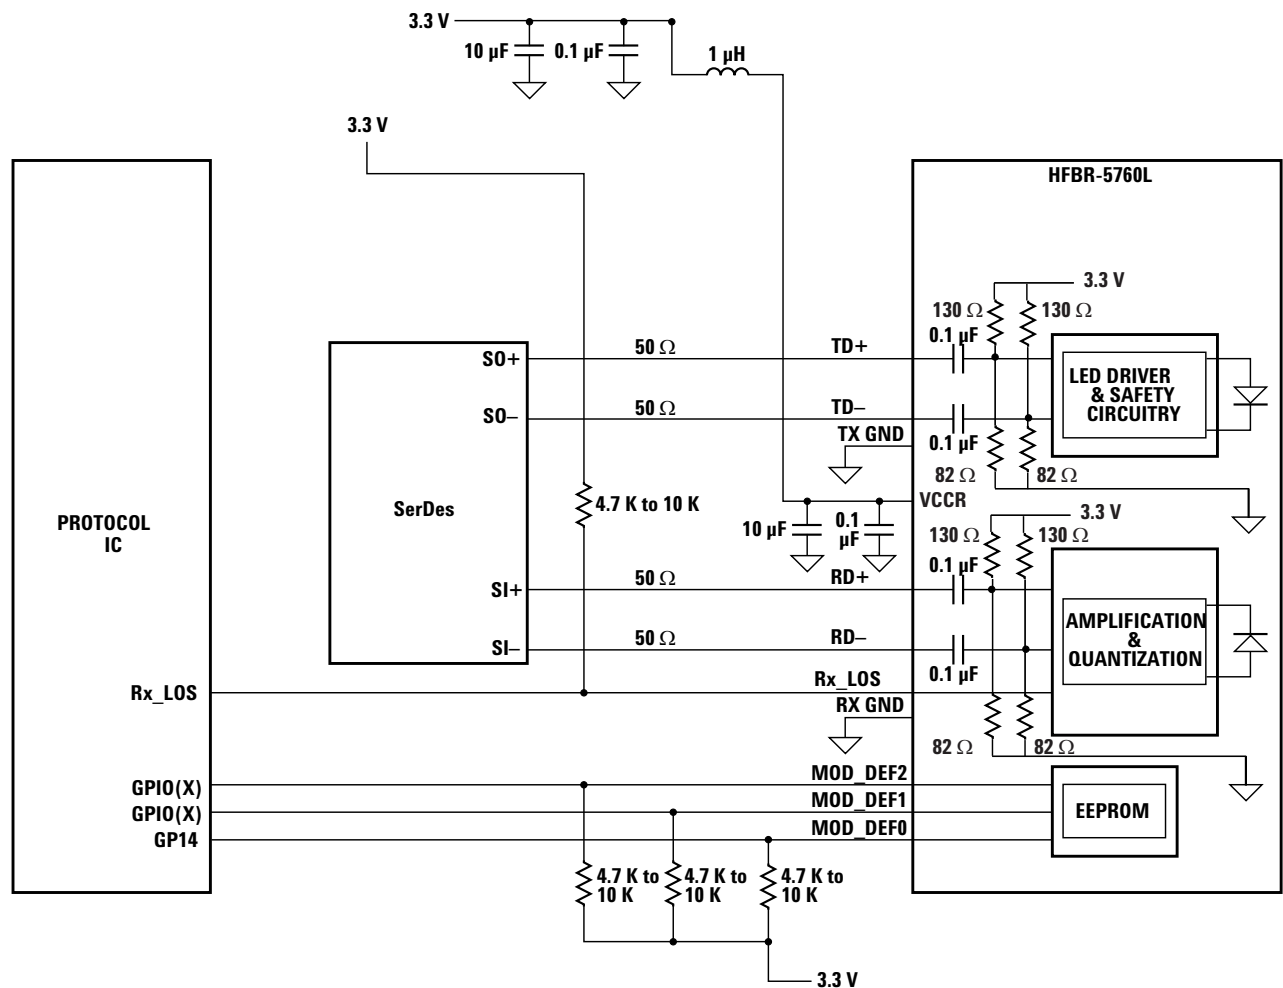 3.3 V
10 µF
0.1 µF
1 µH
3.3 V
HFBR-5760L
3.3 V
130 Ω
130 Ω
0.1 µF
SO+
50 Ω
TD+
LED DRIVER
& SAFETY
CIRCUITRY
SO–
50 Ω
TD–
TX GND
0.1 µF
82 Ω
82 Ω
PROTOCOL
IC
SerDes
4.7 K to 10 K
VCCR
10 µF
0.1
µF
3.3 V
130 Ω
130 Ω
0.1 µF
SI+
50 Ω
RD+
AMPLIFICATION
&
QUANTIZATION
SI–
50 Ω
RD–
0.1 µF
Rx_LOS
Rx_LOS
RX GND
82 Ω
82 Ω
GPIO(X)
MOD_DEF2
GPIO(X)
MOD_DEF1
EEPROM
GP14
MOD_DEF0
4.7 K to
10 K
4.7 K to
10 K
4.7 K to
10 K
3.3 V